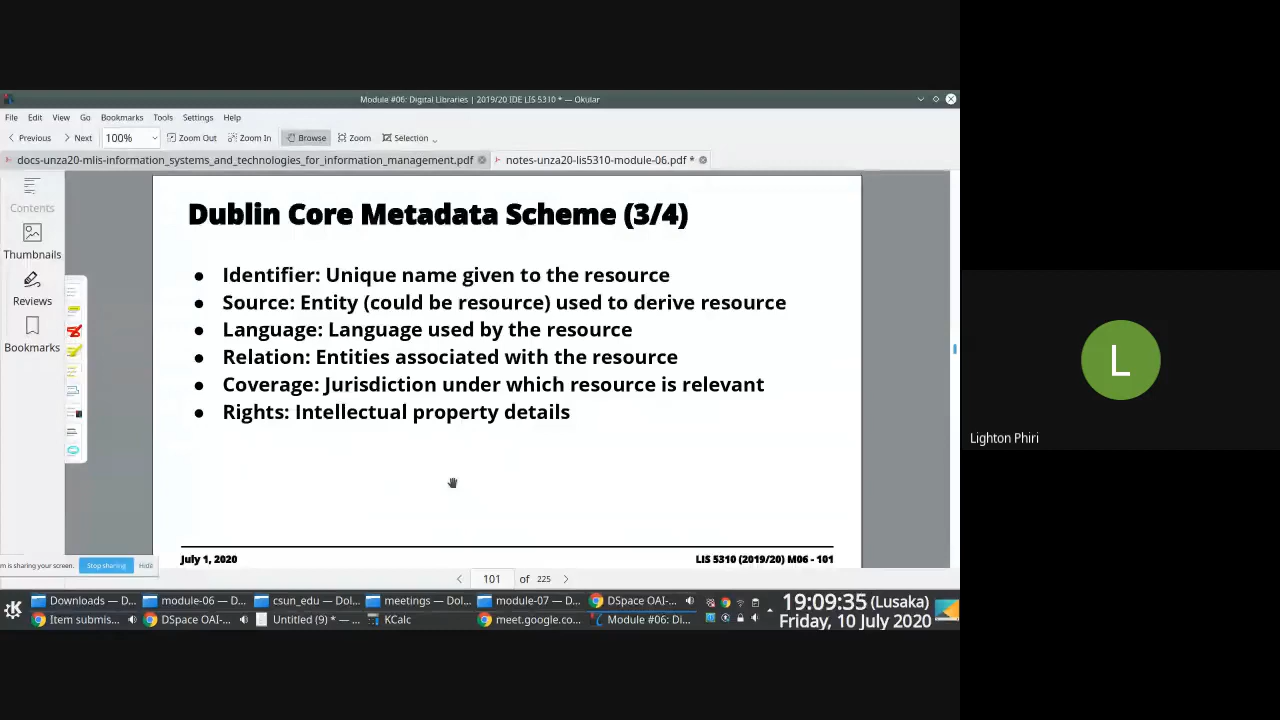 Module #06: Digital Libraries | 2019/20 IDE LIS 5310 * — Okular
File Edit View Go Bookmarks Tools Settings Help
Previous Next 100% Zoom Out Zoom In Browse Zoom Selection
docs-unza20-mlis-information_systems_and_technologies_for_information_management.pdf notes-unza20-lis5310-module-06.pdf *
Contents
Thumbnails
Reviews
Bookmarks
Dublin Core Metadata Scheme (3/4)
● Identifier: Unique name given to the resource
● Source: Entity (could be resource) used to derive resource
● Language: Language used by the resource
● Relation: Entities associated with the resource
● Coverage: Jurisdiction under which resource is relevant
● Rights: Intellectual property details
July 1, 2020 LIS 5310 (2019/20) M06 - 101
m is sharing your screen. Stop sharing Hide
101 of 225
Downloads — D... module-06 — D... csun_edu — Dol... meetings — Dol... module-07 — D... DSpace OAI-...
Item submis... DSpace OAI-... Untitled (9) * — ... KCalc meet.google.co... Module #06: Di...
19:09:35 (Lusaka)
Friday, 10 July 2020
L
Lighton Phiri